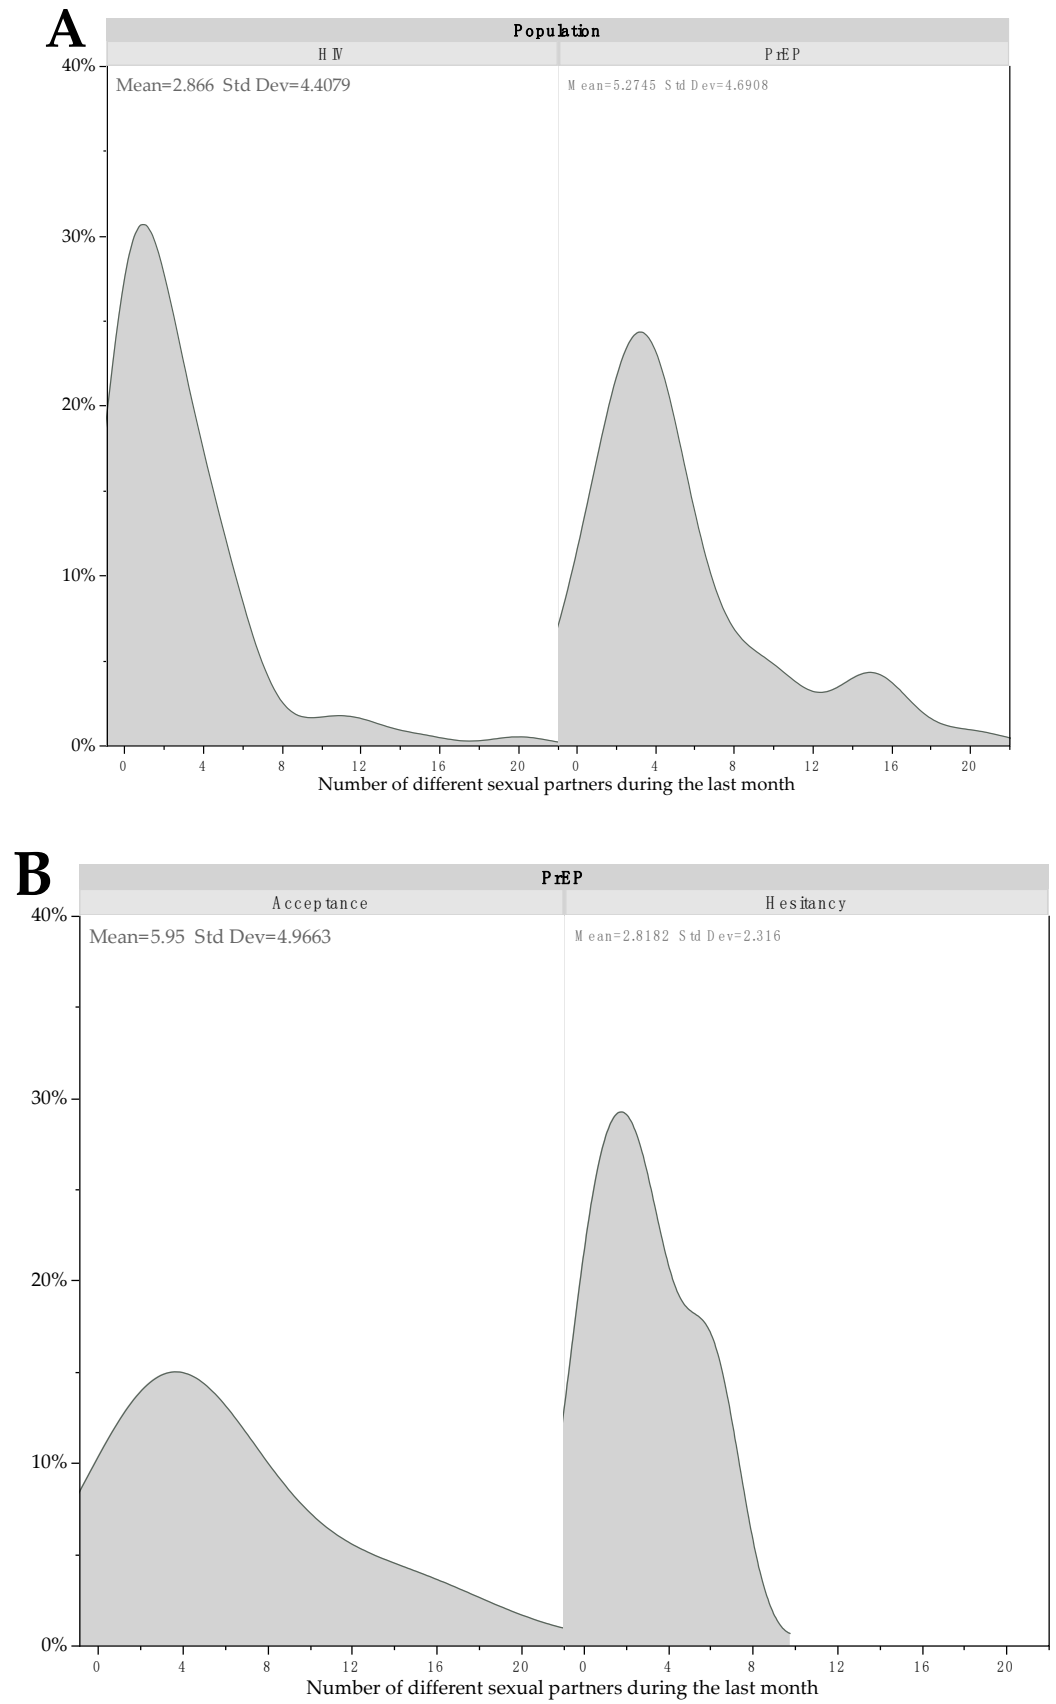 A
Population
HIV PrEP
Mean=2.866 Std Dev=4.4079 Mean=5.2745 Std Dev=4.6908
40%
30%
20%
10%
0%
0 4 8 12 16 20 0 4 8 12 16 20
Number of different sexual partners during the last month
B
PrEP
Acceptance Hesitancy
Mean=5.95 Std Dev=4.9663 Mean=2.8182 Std Dev=2.316
40%
30%
20%
10%
0%
0 4 8 12 16 20 0 4 8 12 16 20
Number of different sexual partners during the last month